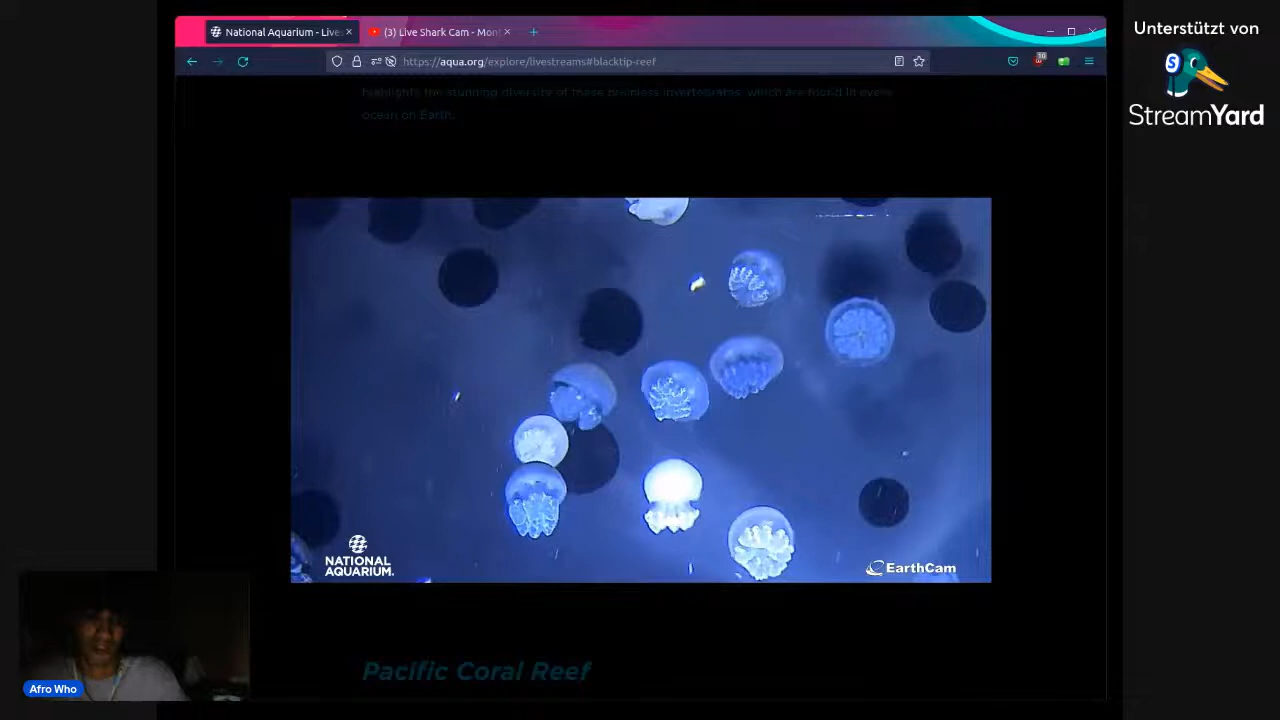 National Aquarium - Live
(3) Live Shark Cam - Mon
Unterstützt von
StreamYard
https://aqua.org/explore/livestreams#blacktip-reef
highlights the stunning diversity of these brainless invertebrates, which are found in every
ocean on Earth.
NATIONAL
AQUARIUM.
EarthCam
Pacific Coral Reef
Afro Who